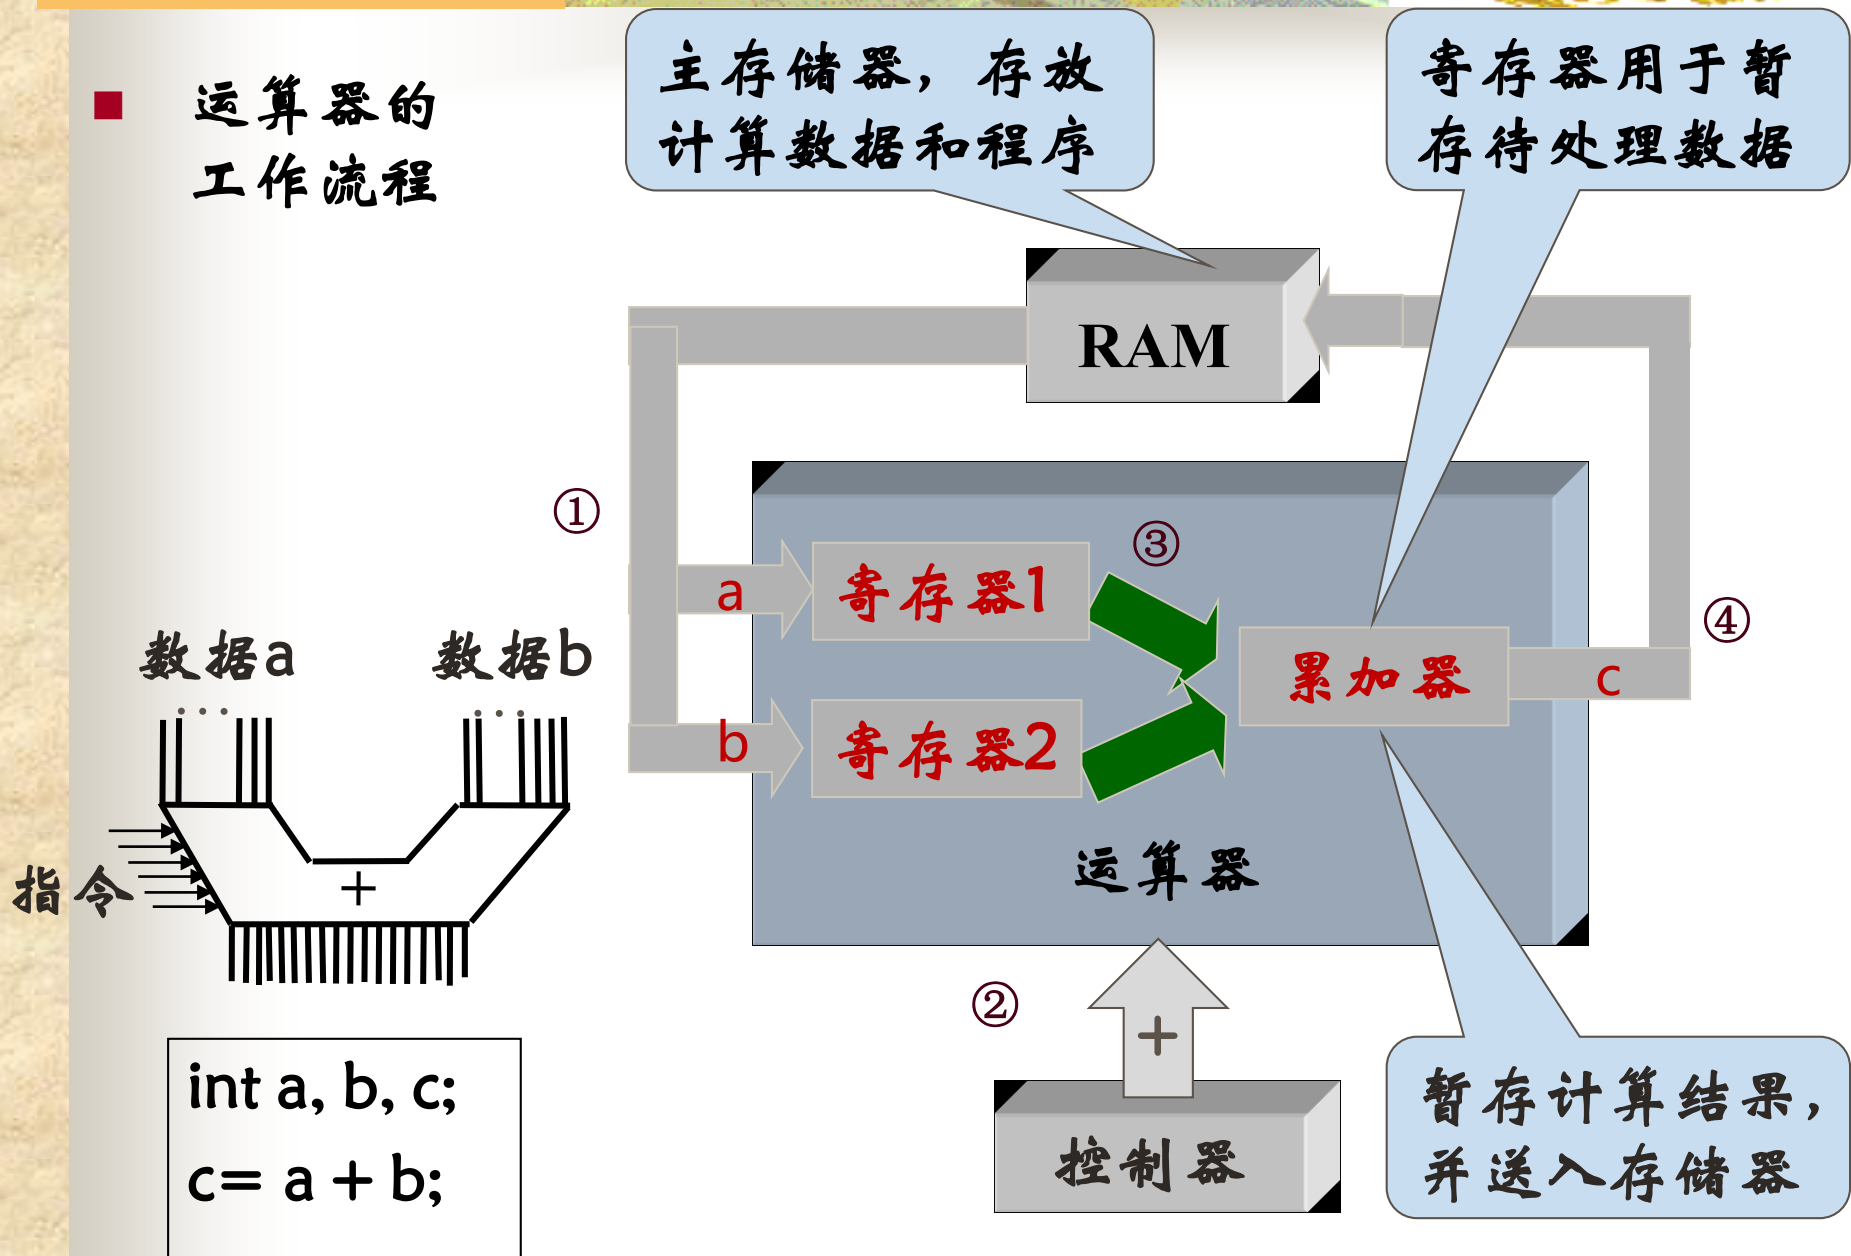 运算器的
工作流程
主存储器，存放
计算数据和程序
寄存器用于暂
存待处理数据
RAM
①
③
a
寄存器1
④
累加器
c
b
寄存器2
运算器
数据a
数据b
...
...
指令
+
②
+
控制器
int a, b, c;
c= a + b;
暂存计算结果，
并送入存储器